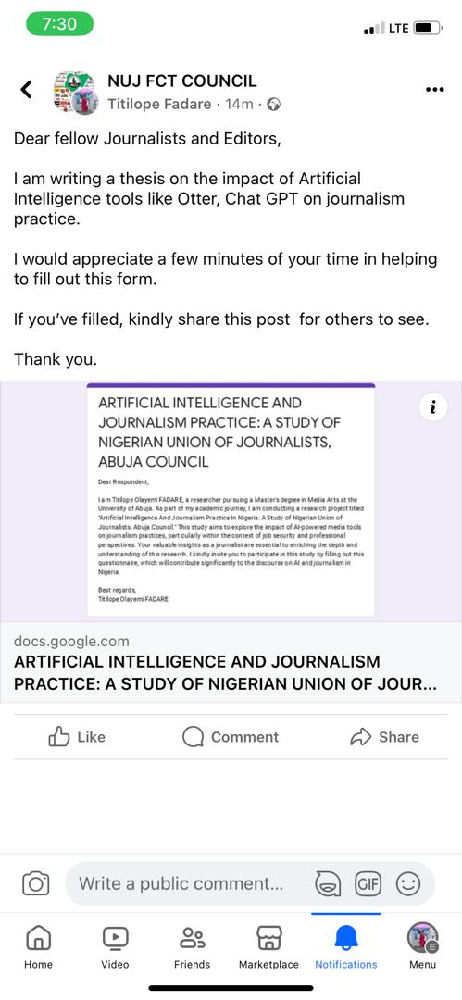 7:30
LTE
NUJ FCT COUNCIL
Titilope Fadare · 14m ·
Dear fellow Journalists and Editors,
I am writing a thesis on the impact of Artificial
Intelligence tools like Otter, Chat GPT on journalism
practice.
I would appreciate a few minutes of your time in helping
to fill out this form.
If you’ve filled, kindly share this post  for others to see.
Thank you.
ARTIFICIAL INTELLIGENCE AND
JOURNALISM PRACTICE: A STUDY OF
NIGERIAN UNION OF JOURNALISTS,
ABUJA COUNCIL
Dear Respondent,
I am Titilope Olayemi FADARE, a researcher pursuing a Master's degree in Media Arts at the
University of Abuja. As part of my academic journey, I am conducting a research project titled
"Artificial Intelligence And Journalism Practice In Nigeria: A Study of Nigerian Union of
Journalists, Abuja Council." This study aims to explore the impact of AI-powered media tools
on journalism practices, particularly within the context of job security and professional
perspectives. Your valuable insights as a journalist are essential to enriching the depth and
understanding of this research. I kindly invite you to participate in this study by filling out this
questionnaire, which will contribute significantly to the discourse on AI and journalism in
Nigeria.
Best regards,
Titilope Olayemi FADARE
docs.google.com
ARTIFICIAL INTELLIGENCE AND JOURNALISM
PRACTICE: A STUDY OF NIGERIAN UNION OF JOUR...
Like
Comment
Share
Write a public comment...
GIF
Home
Video
Friends
Marketplace
Notifications
Menu